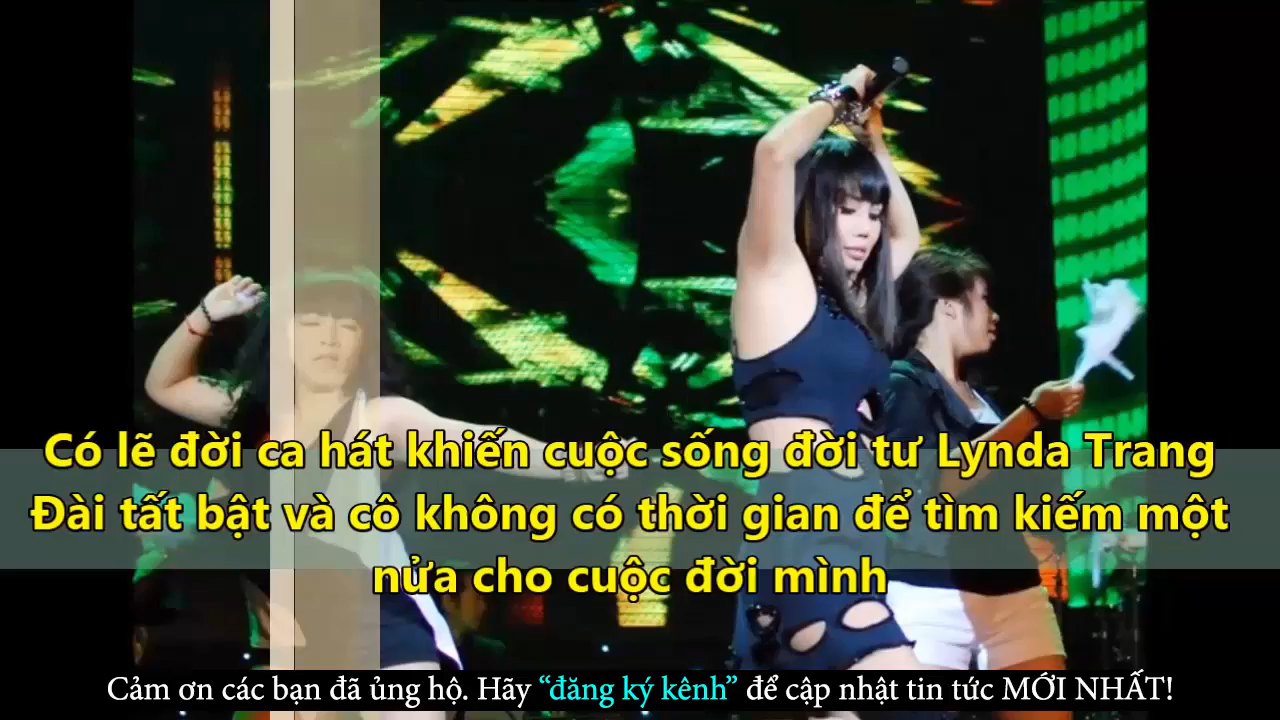 Có lẽ đời ca hát khiến cuộc sống đời tư Lynda Trang
Đài tất bật và cô không có thời gian để tìm kiếm một
nửa cho cuộc đời mình
Cảm ơn các bạn đã ủng hộ. Hãy “đăng ký kênh” để cập nhật tin tức MỚI NHẤT!